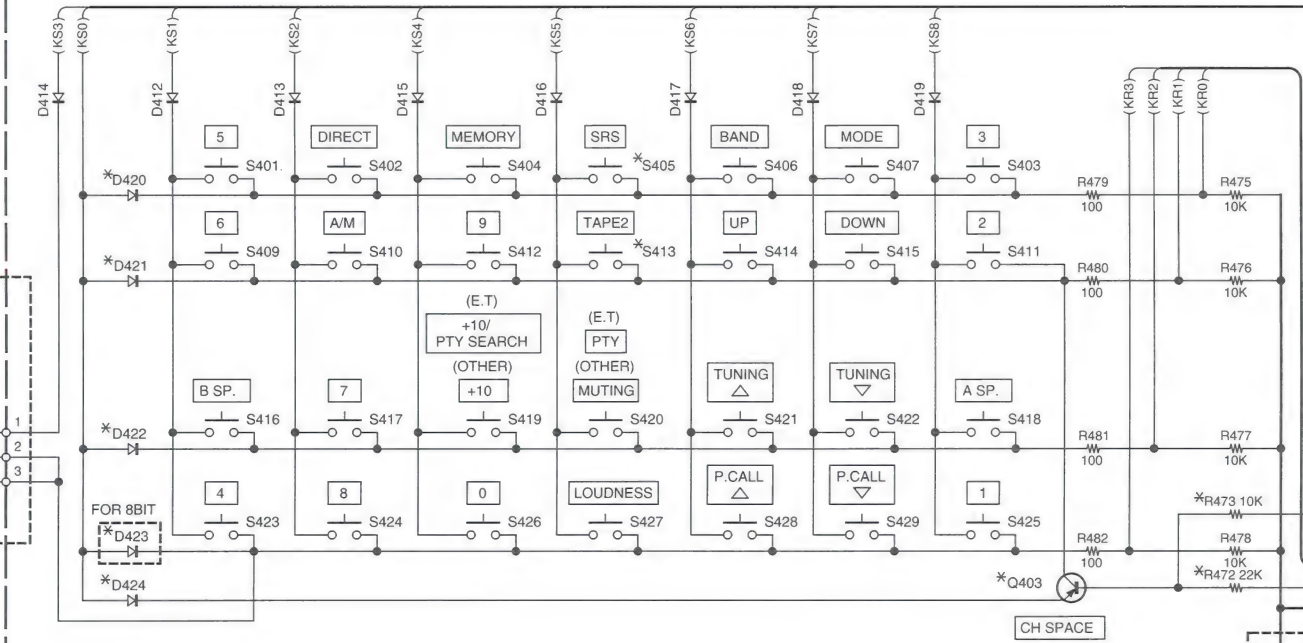 (KS3)
(KS0)
(KS1)
(KS2)
(KS4)
(KS5)
(KS6)
(KS7)
(KS8)
(KR3)
(KR2)
(KR1)
(KR0)
D414
D412
D413
D415
D416
D417
D418
D419
5
DIRECT
MEMORY
SRS
BAND
MODE
3
S401.
S402
S404
*S405
S406
S407
S403
*D420
R479
100
R475
10K
6
A/M
9
TAPE2
UP
DOWN
2
S409
S410
S412
*S413
S414
S415
S411
*D421
R480
100
R476
10K
(E.T)
+10/
PTY SEARCH
(OTHER)
+10
(E.T)
PTY
(OTHER)
MUTING
B SP.
7
TUNING
△
TUNING
▽
A SP.
S416
S417
S419
S420
S421
S422
S418
1
2
3
*D422
R481
100
R477
10K
4
8
0
LOUDNESS
P.CALL
△
P.CALL
▽
1
S423
S424
S426
S427
S428
S429
S425
FOR 8BIT
*D423
*D424
R482
100
*R473 10K
R478
10K
*R472 22K
*Q403
CH SPACE